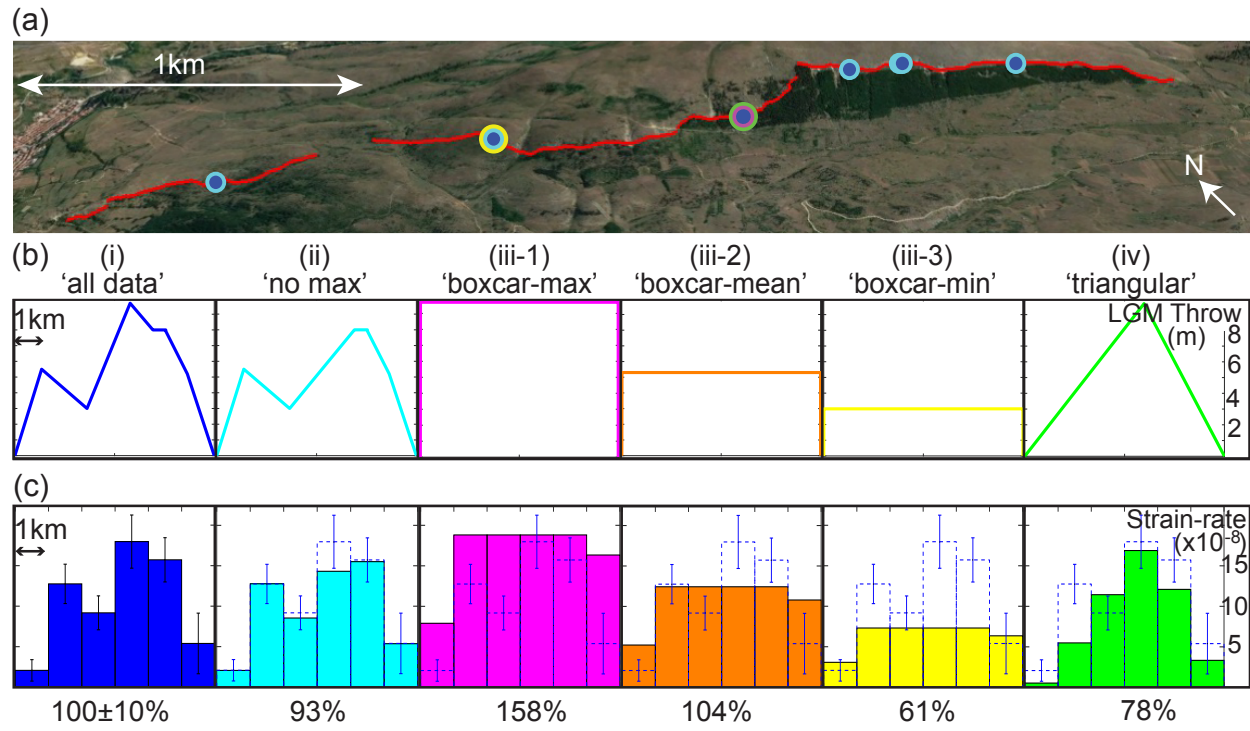 (a)
1km
N
(b)
(i) (ii) (iii-1) (iii-2) (iii-3) (iv)
‘all data’ ‘no max’ ‘boxcar-max’ ‘boxcar-mean’ ‘boxcar-min’ ‘triangular’
1km
LGM Throw
(m)
8
6
4
2
(c)
1km
Strain-rate
(x10⁻⁸)
15
10
5
100±10% 93% 158% 104% 61% 78%